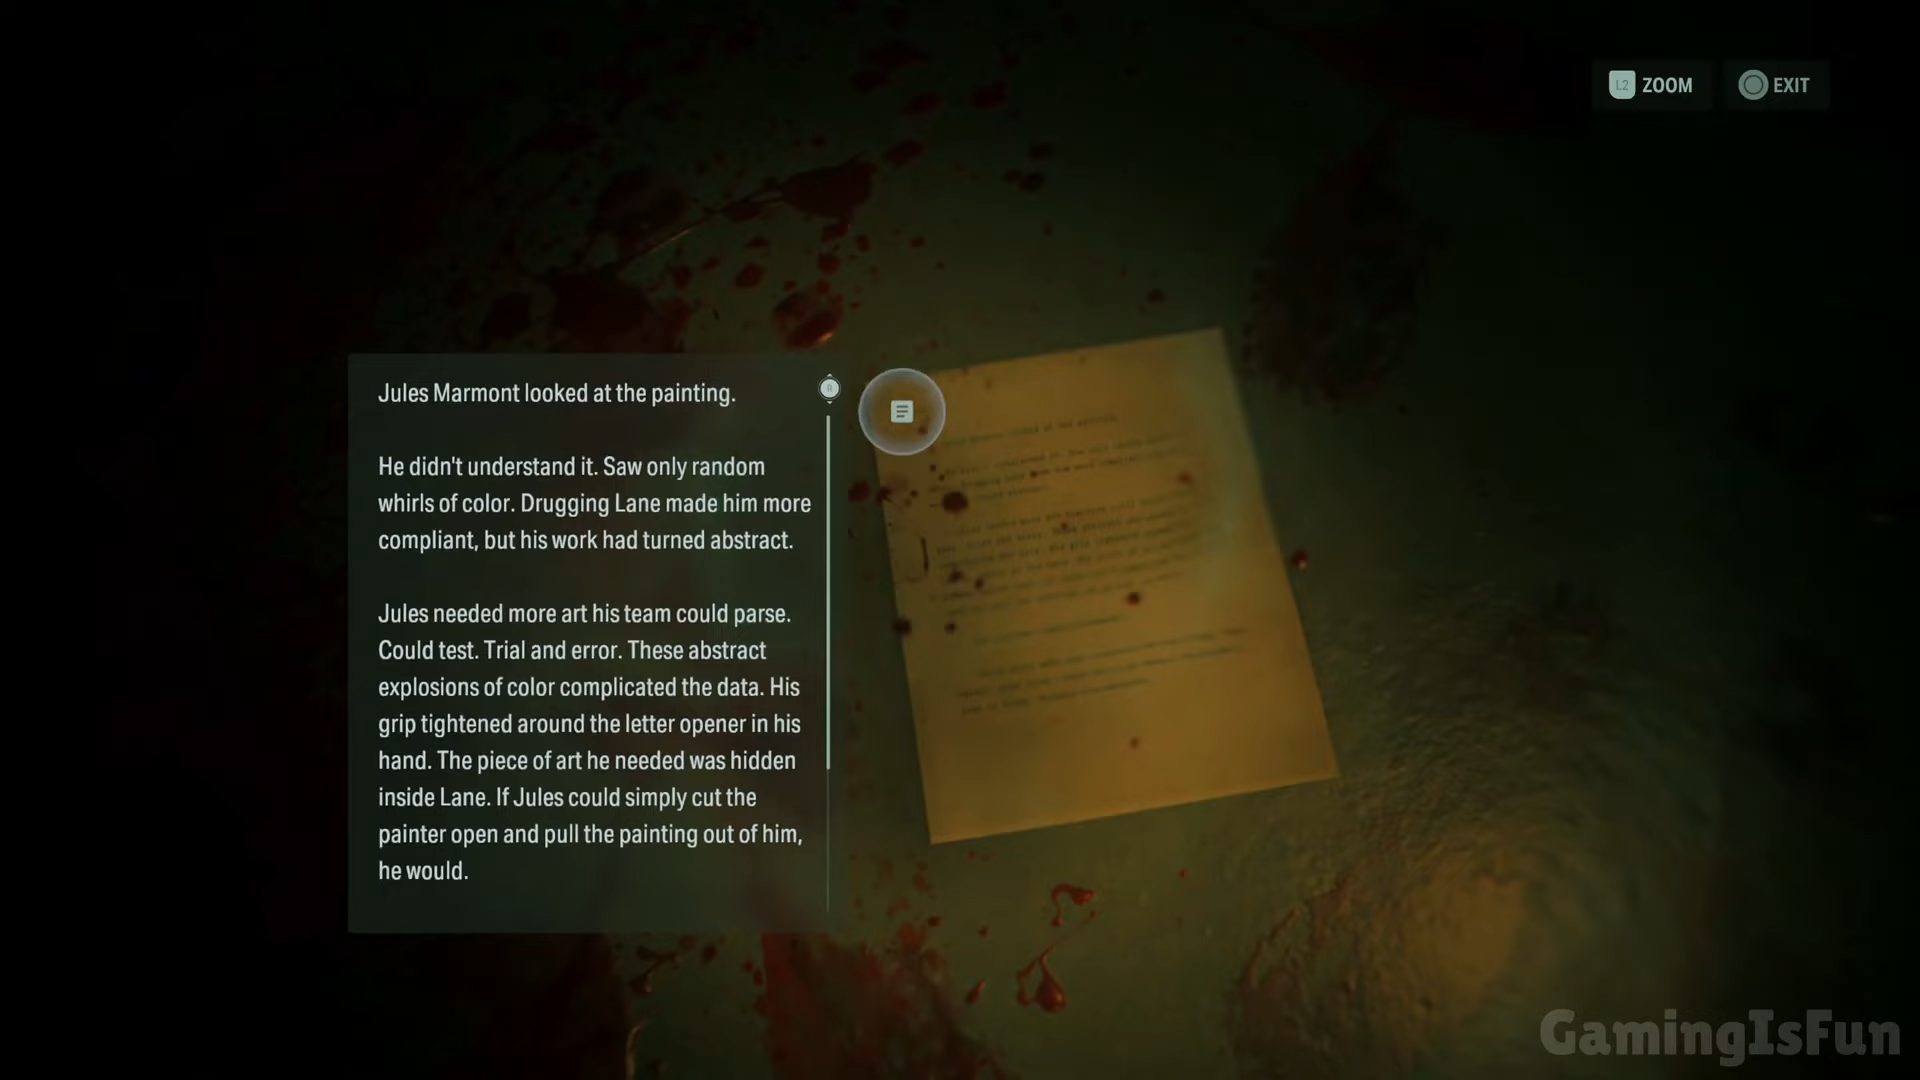 L2 ZOOM
EXIT
Jules Marmont looked at the painting.
R
He didn't understand it. Saw only random
whirls of color. Drugging Lane made him more
compliant, but his work had turned abstract.
Jules needed more art his team could parse.
Could test. Trial and error. These abstract
explosions of color complicated the data. His
grip tightened around the letter opener in his
hand. The piece of art he needed was hidden
inside Lane. If Jules could simply cut the
painter open and pull the painting out of him,
he would.
GamingIsFun